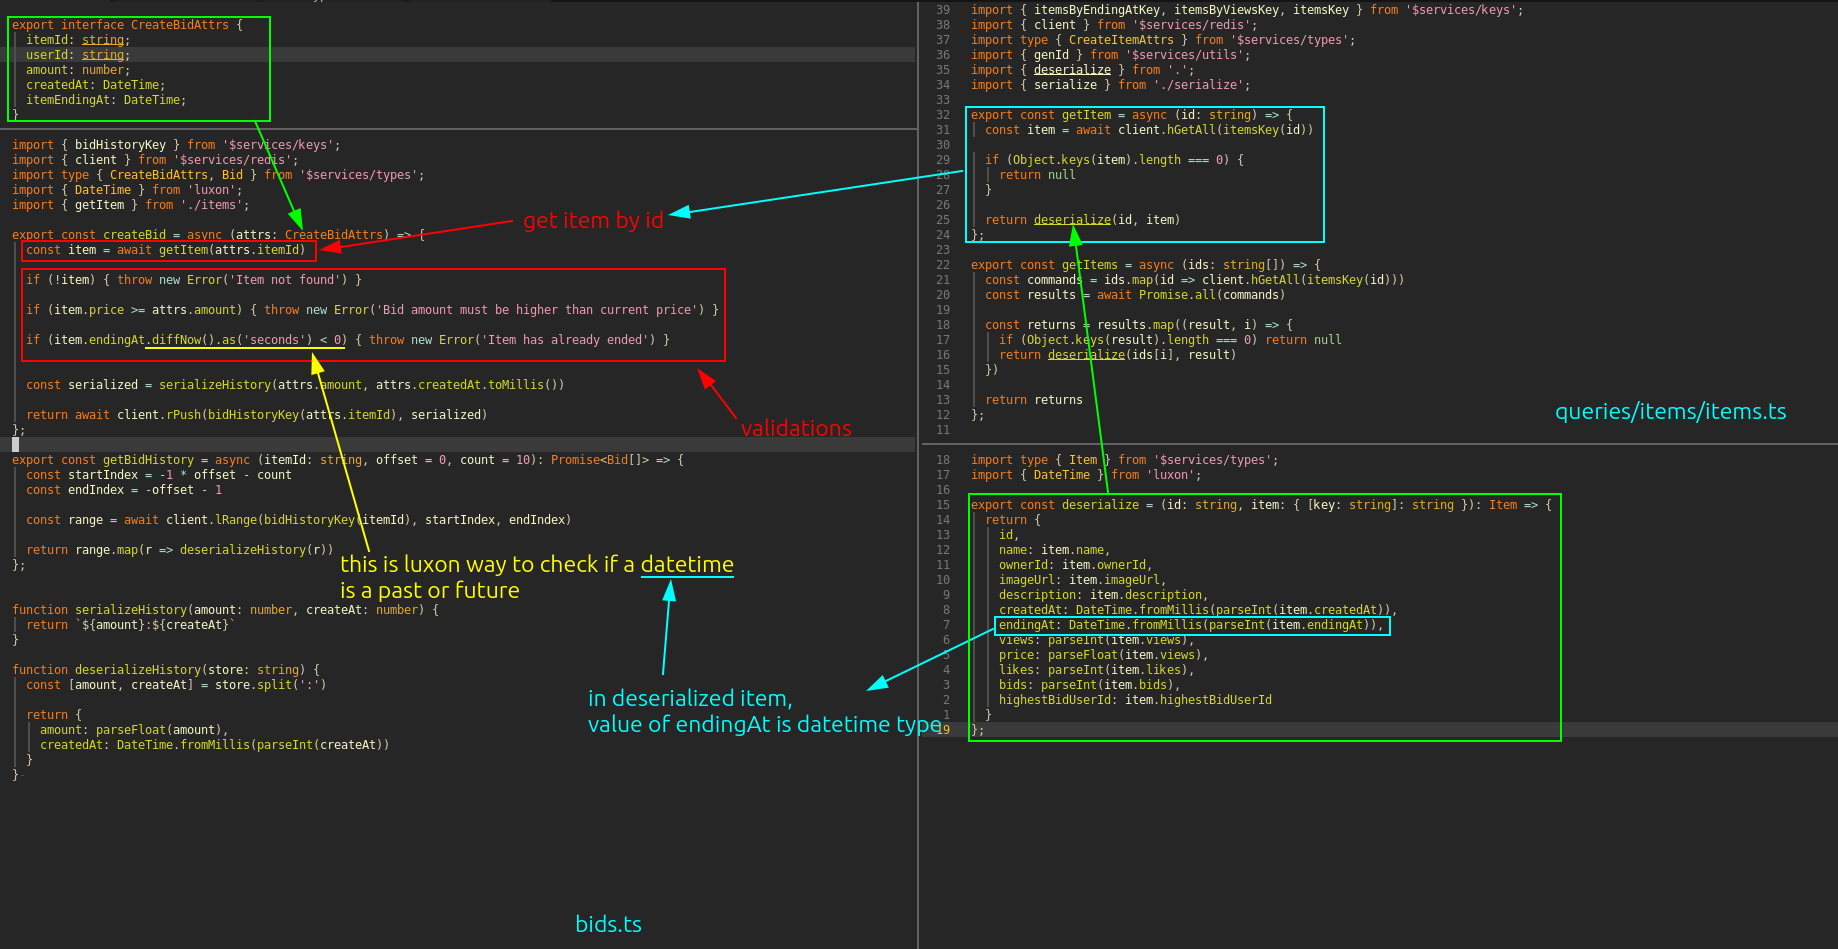 export interface CreateBidAttrs {
itemId: string;
userId: string;
amount: number;
createdAt: DateTime;
itemEndingAt: DateTime;
}
import { bidHistoryKey } from '$services/keys';
import { client } from '$services/redis';
import type { CreateBidAttrs, Bid } from '$services/types';
import { DateTime } from 'luxon';
import { getItem } from './items';
export const createBid = async (attrs: CreateBidAttrs) => {
const item = await getItem(attrs.itemId)
if (!item) { throw new Error('Item not found') }
if (item.price >= attrs.amount) { throw new Error('Bid amount must be higher than current price') }
if (item.endingAt.diffNow().as('seconds') < 0) { throw new Error('Item has already ended') }
const serialized = serializeHistory(attrs.amount, attrs.createdAt.toMillis())
return await client.rPush(bidHistoryKey(attrs.itemId), serialized)
};
export const getBidHistory = async (itemId: string, offset = 0, count = 10): Promise<Bid[]> => {
const startIndex = -1 * offset - count
const endIndex = -offset - 1
const range = await client.lRange(bidHistoryKey(itemId), startIndex, endIndex)
return range.map(r => deserializeHistory(r))
};
function serializeHistory(amount: number, createAt: number) {
return `${amount}:${createAt}`
}
function deserializeHistory(store: string) {
const [amount, createAt] = store.split(':')
return {
amount: parseFloat(amount),
createdAt: DateTime.fromMillis(parseInt(createAt))
}
}
get item by id
validations
this is luxon way to check if a datetime
is a past or future
in deserialized item,
value of endingAt is datetime type
bids.ts
39 import { itemsByEndingAtKey, itemsByViewsKey, itemsKey } from '$services/keys';
38 import { client } from '$services/redis';
37 import type { CreateItemAttrs } from '$services/types';
36 import { genId } from '$services/utils';
35 import { deserialize } from '.';
34 import { serialize } from './serialize';
33
32 export const getItem = async (id: string) => {
31 const item = await client.hGetAll(itemsKey(id))
30
29 if (Object.keys(item).length === 0) {
28 return null
27 }
26
25 return deserialize(id, item)
24 };
23
22 export const getItems = async (ids: string[]) => {
21 const commands = ids.map(id => client.hGetAll(itemsKey(id)))
20 const results = await Promise.all(commands)
19
18 const returns = results.map((result, i) => {
17 if (Object.keys(result).length === 0) return null
16 return deserialize(ids[i], result)
15 })
14
13 return returns
12 };
11
queries/items/items.ts
18 import type { Item } from '$services/types';
17 import { DateTime } from 'luxon';
16
15 export const deserialize = (id: string, item: { [key: string]: string }): Item => {
14 return {
13 id,
12 name: item.name,
11 ownerId: item.ownerId,
10 imageUrl: item.imageUrl,
9 description: item.description,
8 createdAt: DateTime.fromMillis(parseInt(item.createdAt)),
7 endingAt: DateTime.fromMillis(parseInt(item.endingAt)),
6 views: parseInt(item.views),
5 price: parseFloat(item.views),
4 likes: parseInt(item.likes),
3 bids: parseInt(item.bids),
2 highestBidUserId: item.highestBidUserId
1 }
19 };